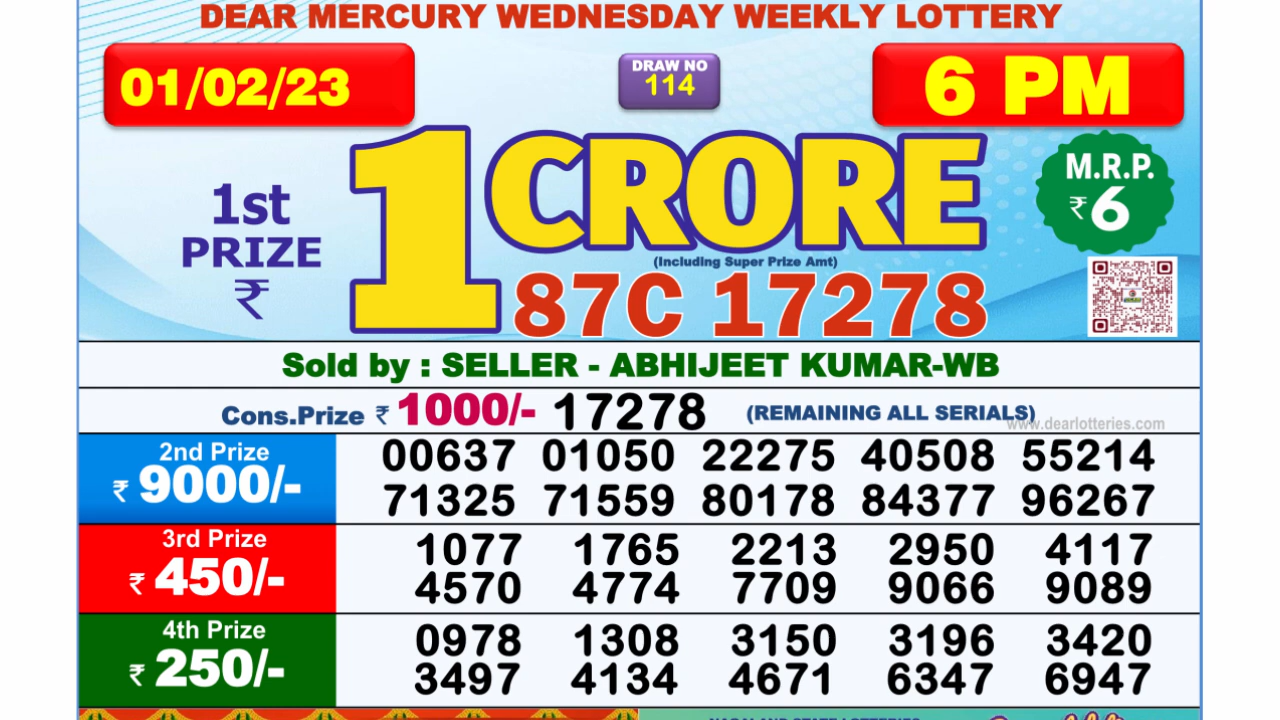 DEAR MERCURY WEDNESDAY WEEKLY LOTTERY
01/02/23
DRAW NO
114
6 PM
1st
PRIZE
₹
1 CRORE
(Including Super Prize Amt)
M.R.P.
₹6
87C 17278
Sold by : SELLER - ABHIJEET KUMAR-WB
Cons.Prize ₹ 1000/- 17278 (REMAINING ALL SERIALS)
www.dearlotteries.com
2nd Prize
₹ 9000/-
00637 01050 22275 40508 55214
71325 71559 80178 84377 96267
3rd Prize
₹ 450/-
1077 1765 2213 2950 4117
4570 4774 7709 9066 9089
4th Prize
₹ 250/-
0978 1308 3150 3196 3420
3497 4134 4671 6347 6947